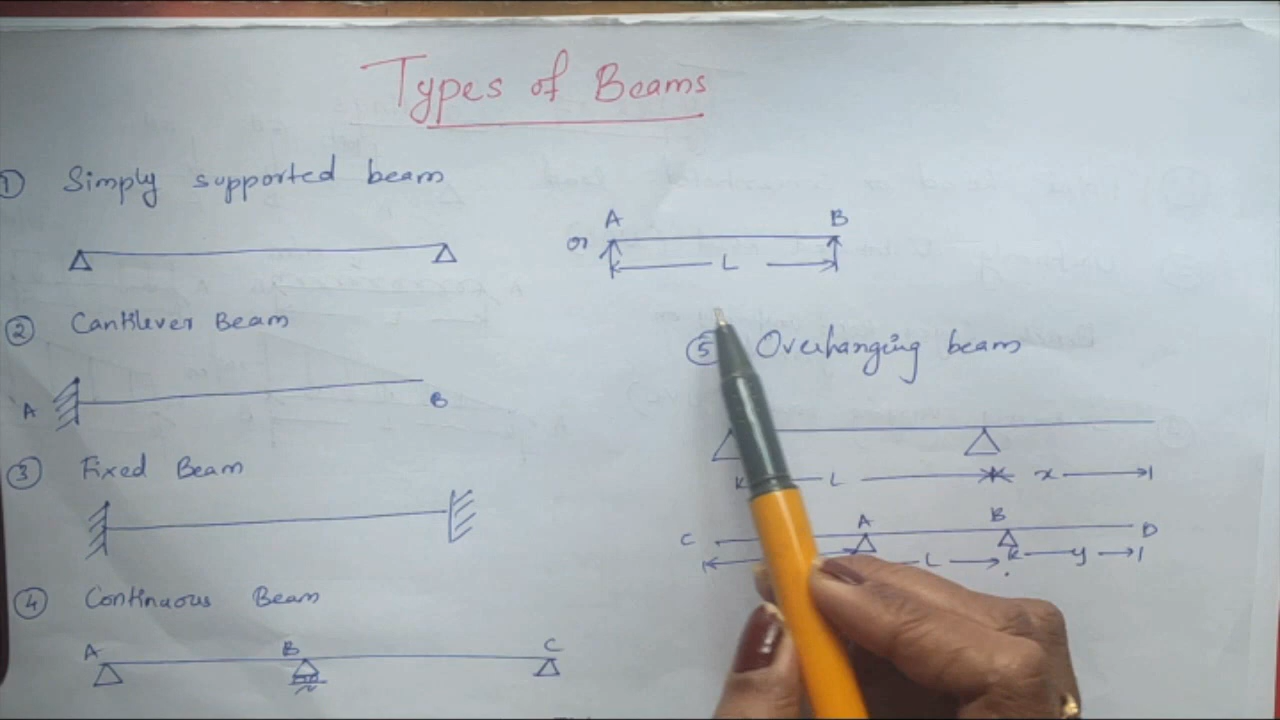 Types of Beams
① Simply supported beam
A B
or
L
② Cantilever Beam
A B
⑤ Overhanging beam
③ Fixed Beam
L x
C A B D
L y
④ Continuous Beam
A B C